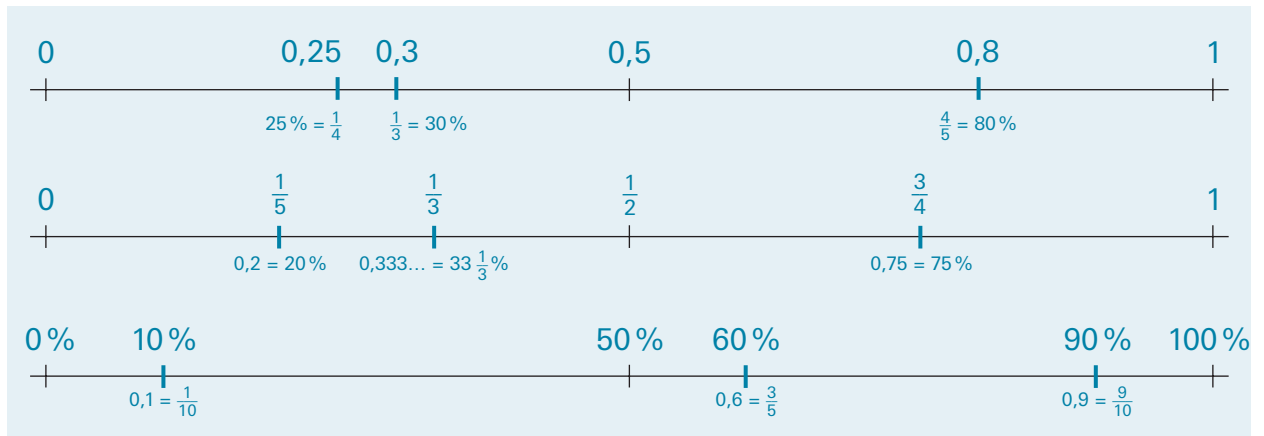 0 0,25 0,3 0,5 0,8 1
25 % = 1/4 1/3 = 30 % 4/5 = 80 %
0 1/5 1/3 1/2 3/4 1
0,2 = 20 % 0,333... = 33 1/3 % 0,75 = 75 %
0 % 10 % 50 % 60 % 90 % 100 %
0,1 = 1/10 0,6 = 3/5 0,9 = 9/10